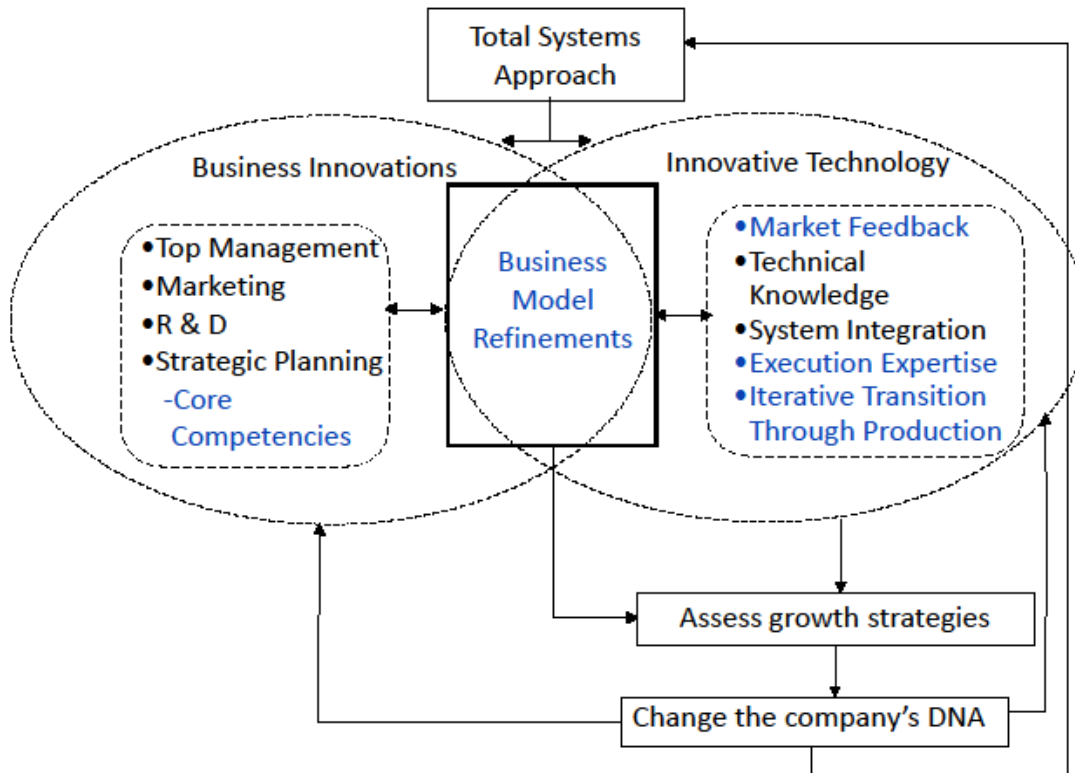 Total Systems
Approach
Business Innovations
Innovative Technology
•Top Management
•Marketing
•R & D
•Strategic Planning
-Core
Competencies
Business
Model
Refinements
•Market Feedback
•Technical
Knowledge
•System Integration
•Execution Expertise
•Iterative Transition
Through Production
Assess growth strategies
Change the company’s DNA